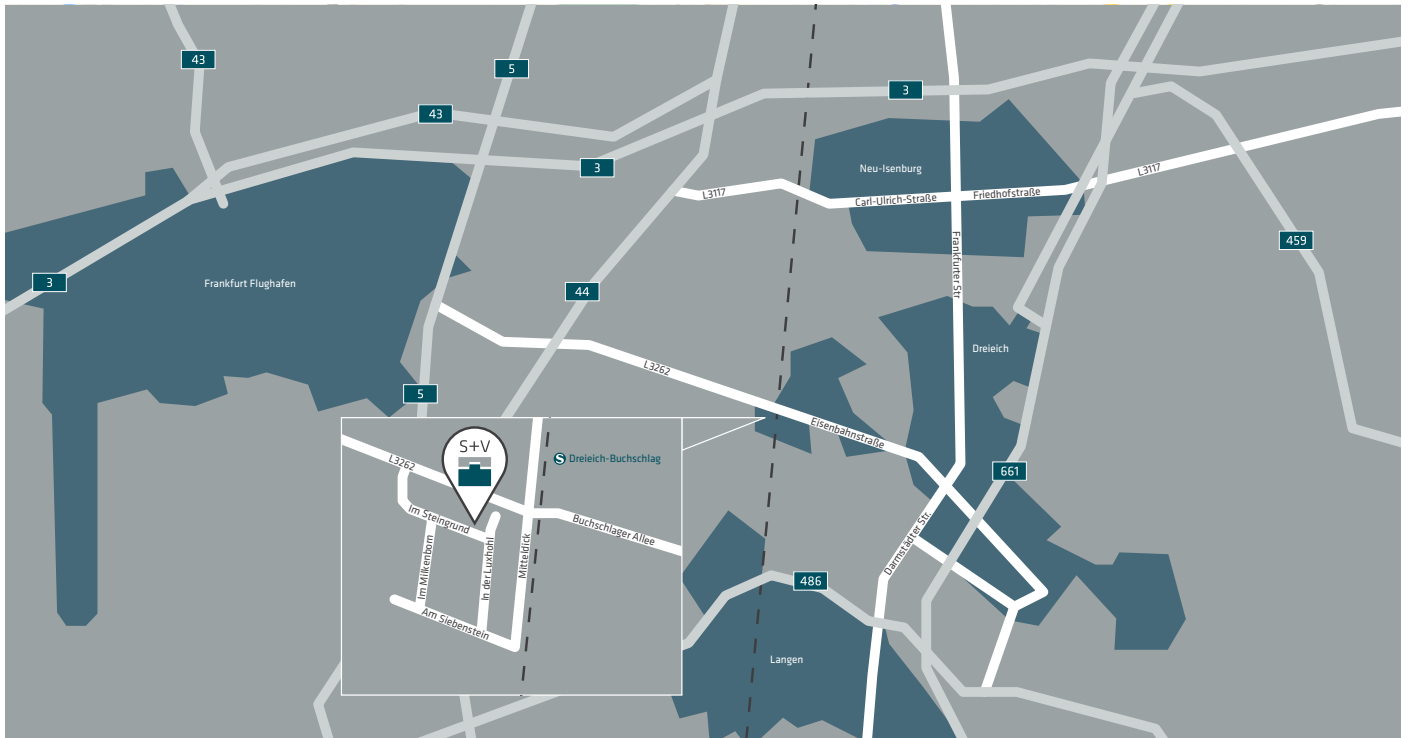 43
5
3
43
3
Neu-Isenburg
L3117
L3117
Carl-Ulrich-Straße
Friedhofstraße
459
Frankfurter Str
3
Frankfurt Flughafen
44
Dreieich
L3262
5
Eisenbahnstraße
S+V
L3262
S Dreieich-Buchschlag
661
Im Steingrund
Buchschlager Allee
Im Milkenborn
In der Luxhohl
Mitteldick
Am Siebenstein
Darmstädter Str.
486
Langen